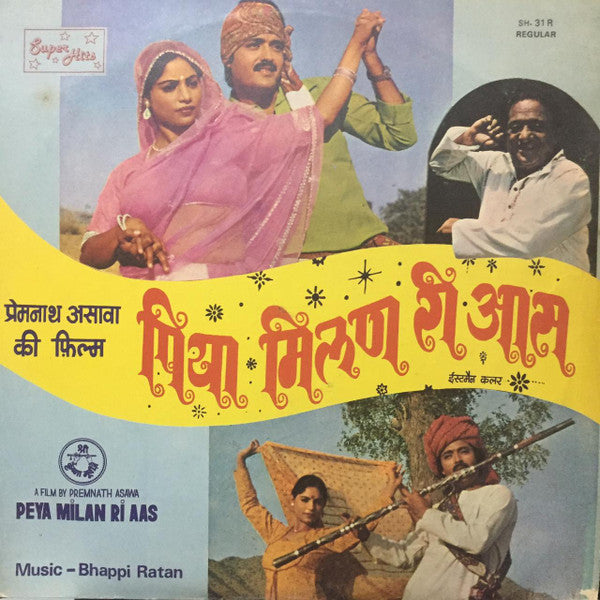 Super Hits
SH-31R
REGULAR
प्रेमनाथ असावा
की फ़िल्म
पिया मिलण री आस
ईस्टमैन कलर
श्री
A FILM BY PREMNATH ASAWA
PEYA MILAN RI AAS
Music - Bhappi Ratan